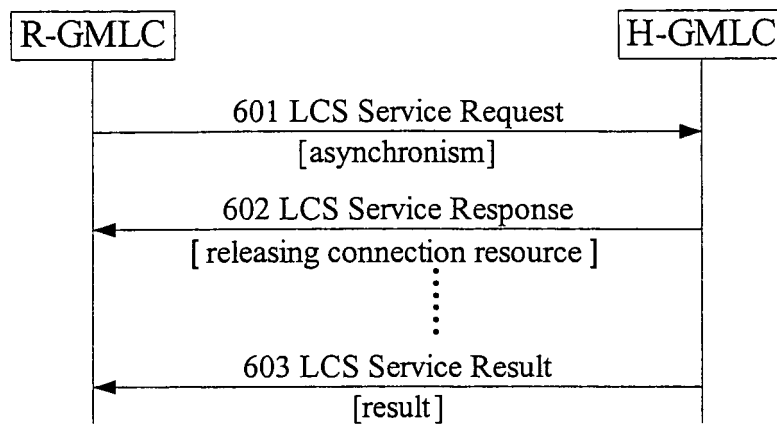 R-GMLC
H-GMLC
601 LCS Service Request
[asynchronism]
602 LCS Service Response
[ releasing connection resource ]
603 LCS Service Result
[result]